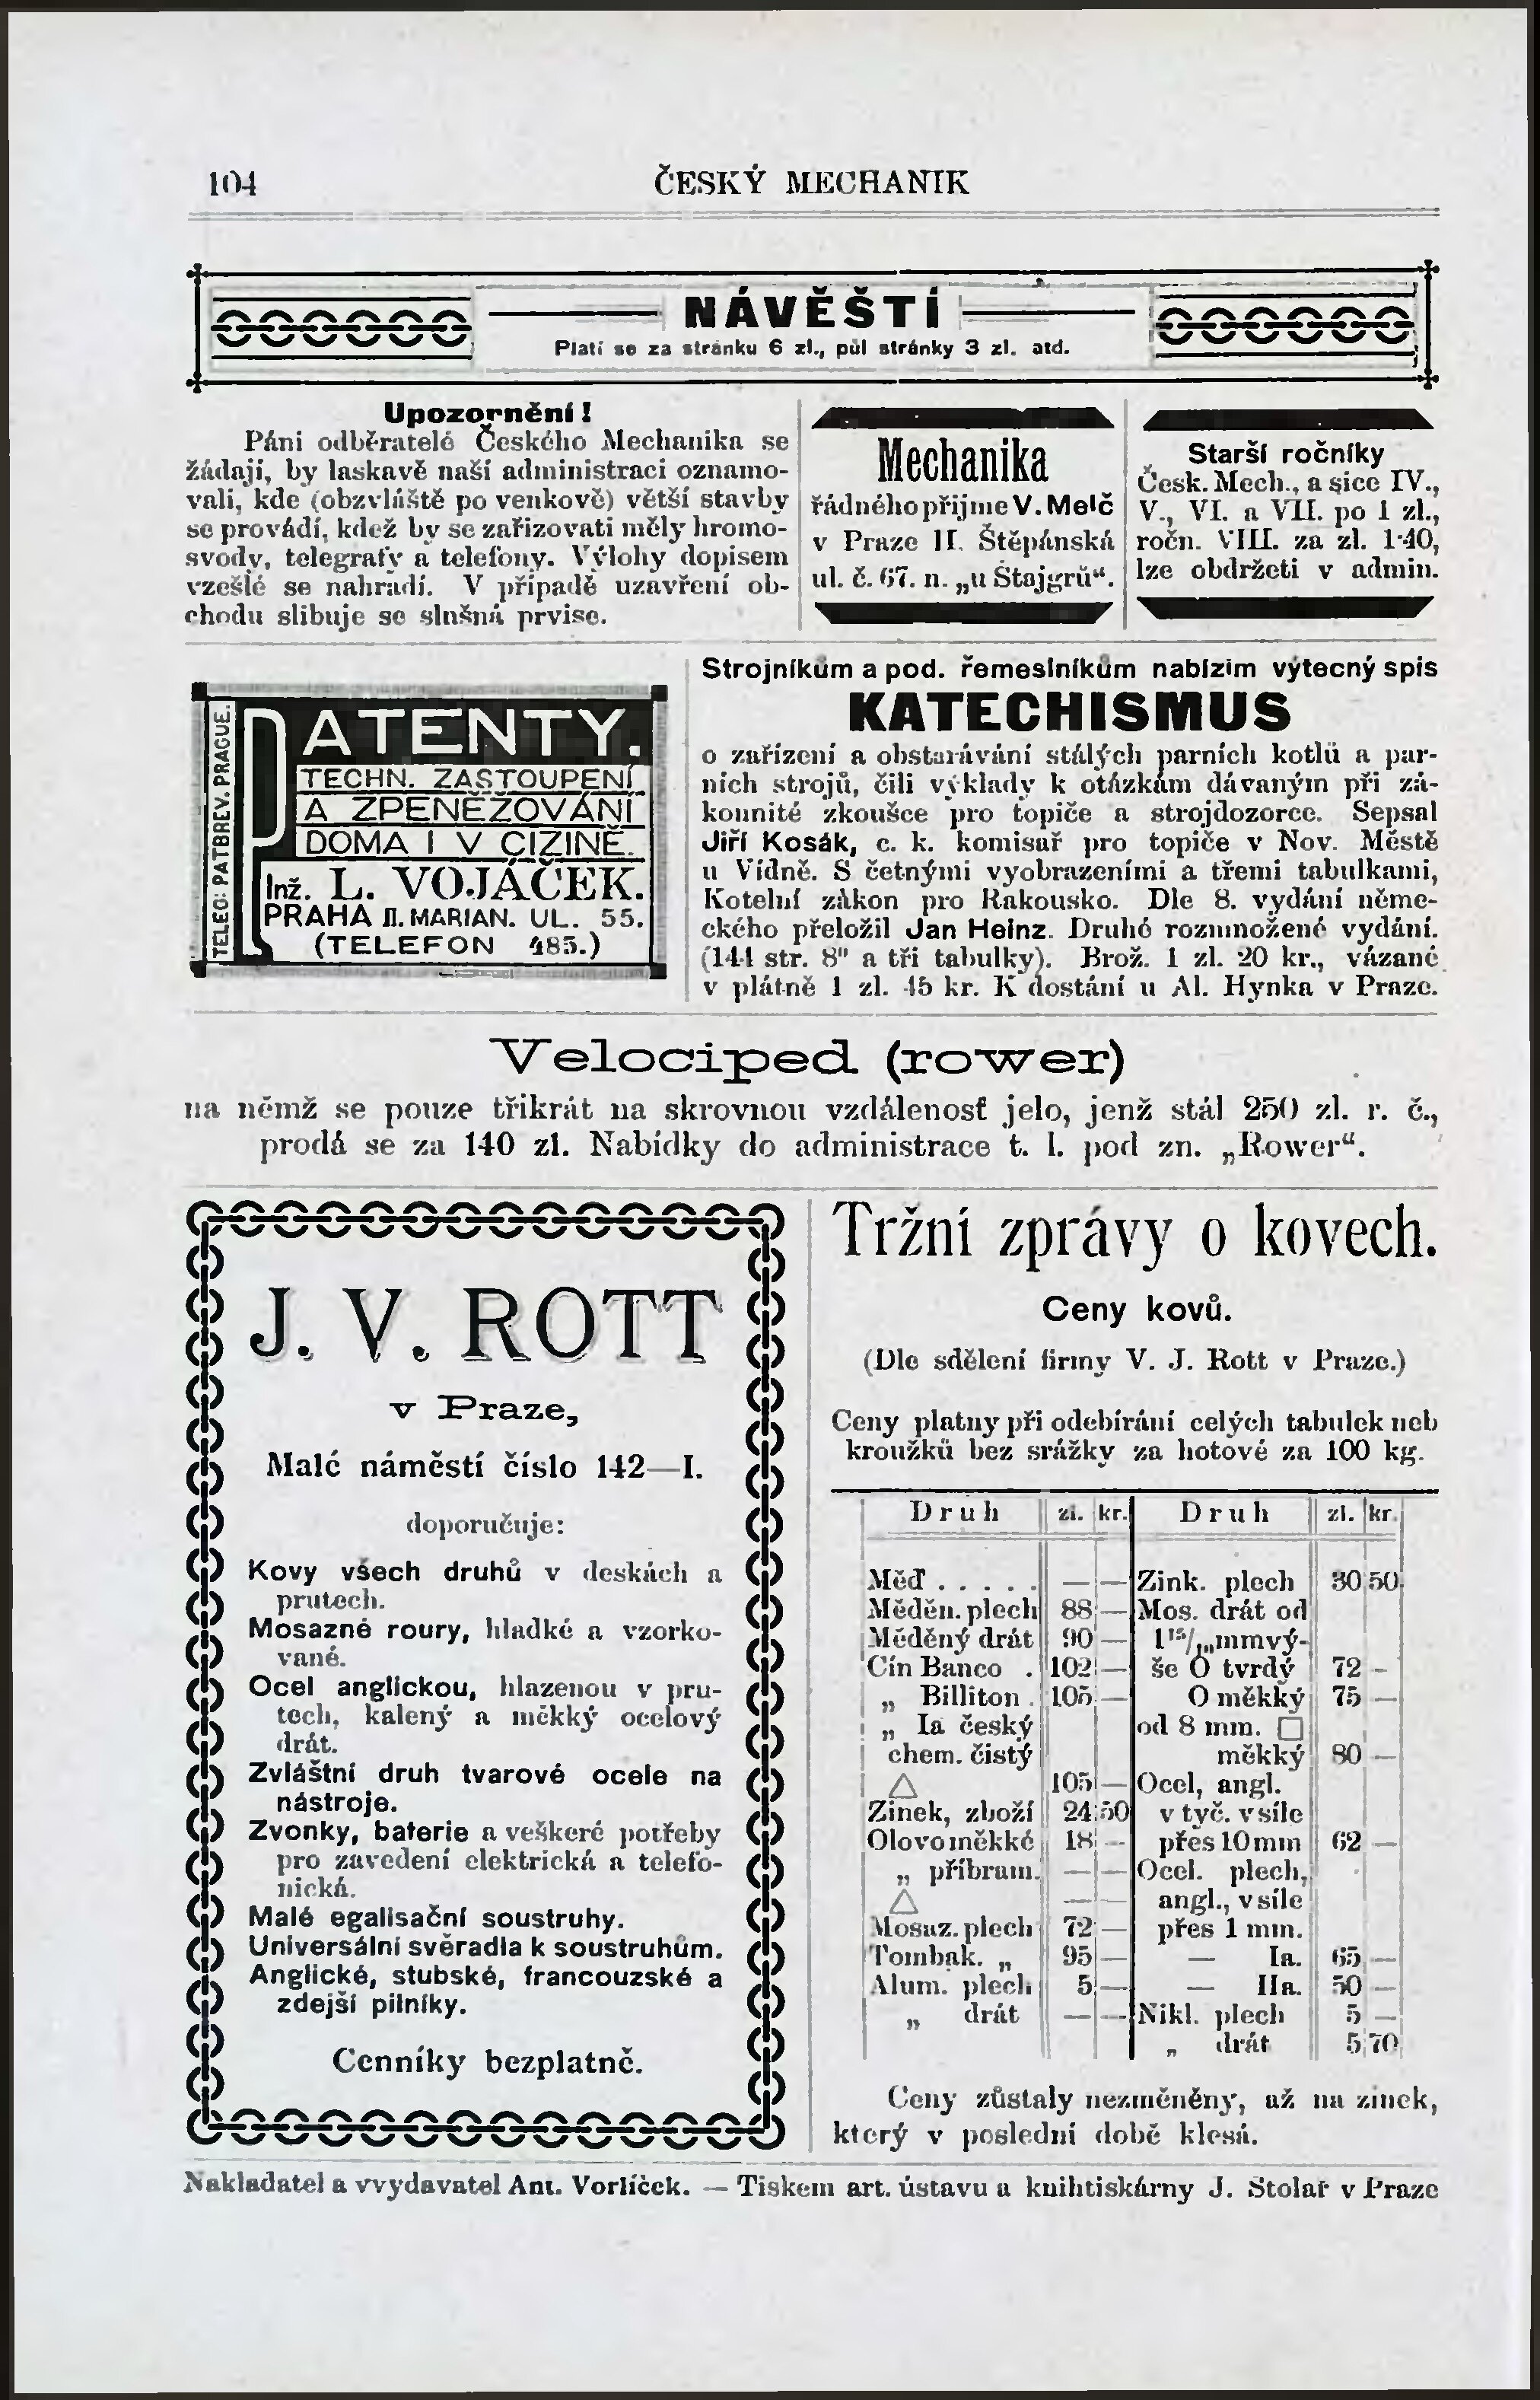 104
ČESKÝ MECHANIK
NÁVĚŠTÍ
Platí se za stránku 6 zl., půl stránky 3 zl. atd.
Upozornění!
Páni odběratelé Českého Mechanika se
žádají, by laskavě naší administraci oznamo-
vali, kde (obzvláště po venkově) větší stavby
se provádí, kdež by se zařizovati měly hromo-
svody, telegrafy a telefony. Výlohy dopisem
vzešlé se nahradí. V případě uzavření ob-
chodu slibuje se slušná prvise.
Mechanika
řádného přijme V. Melč
v Praze II. Štěpánská
ul. č. 67. n. „u Štajgrů“.
Starší ročníky
Česk. Mech., a sice IV.,
V., VI. a VII. po 1 zl.,
ročn. VIII. za zl. 1·40,
lze obdržeti v admin.
TELEG: PATBREV. PRAGUE.
PATENTY.
TECHN. ZASTOUPENÍ
A ZPENĚŽOVÁNÍ
DOMA I V CIZINĚ.
Inž. L. VOJÁČEK.
PRAHA II. MARIAN. UL. 55.
(TELEFON 485.)
Strojníkům a pod. řemeslníkům nabízím výtecný spis
KATECHISMUS
o zařízení a obstarávání stálých parních kotlů a par-
ních strojů, čili výklady k otázkám dávaným při zá-
konnité zkoušce pro topiče a strojdozorce. Sepsal
Jiří Kosák, c. k. komisař pro topiče v Nov. Městě
u Vídně. S četnými vyobrazeními a třemi tabulkami,
Kotelní zákon pro Rakousko. Dle 8. vydání něme-
ckého přeložil Jan Heinz. Druhé rozmnožené vydání.
(144 str. 8" a tři tabulky). Brož. 1 zl. 20 kr., vázané
v plátně 1 zl. 45 kr. K dostání u Al. Hynka v Praze.
Velociped (rower)
na němž se pouze třikrát na skrovnou vzdálenosť jelo, jenž stál 250 zl. r. č.,
prodá se za 140 zl. Nabídky do administrace t. l. pod zn. „Rower“.
J. V. ROTT
v Praze,
Malé náměstí číslo 142—I.
doporučuje:
Kovy všech druhů v deskách a
prutech.
Mosazné roury, hladké a vzorko-
vané.
Ocel anglickou, hlazenou v pru-
tech, kalený a měkký ocelový
drát.
Zvláštní druh tvarové ocele na
nástroje.
Zvonky, baterie a veškeré potřeby
pro zavedení elektrická a telefo-
nická.
Malé egalisační soustruhy.
Universální svěradla k soustruhům.
Anglické, stubské, francouzské a
zdejší pilníky.
Cenníky bezplatně.
Tržní zprávy o kovech.
Ceny kovů.
(Dle sdělení firmy V. J. Rott v Praze.)
Ceny platny při odebírání celých tabulek neb
kroužků bez srážky za hotové za 100 kg.
Druh zl. kr.
Měď . . . . . — —
Měděn. plech 88 —
Měděný drát 90 —
Cín Banco . 102 —
„ Billiton . 105 —
„ Ia český
chem. čistý
△ 105 —
Zinek, zboží 24 50
Olovo měkké 18 —
„ příbram. — —
△ — —
Mosaz. plech 72 —
Tombak. „ 95 —
Alum. plech 5 —
„ drát — —
Druh zl. kr.
Zink. plech 30 50
Mos. drát od
mm vý-
še O tvrdý 72 —
O měkký 75 —
od 8 mm. □
měkký 80 —
Ocel, angl.
v tyč. v síle
přes 10 mm 62 —
Ocel. plech,
angl., v síle
přes 1 mm.
— Ia. 65 —
— IIa. 50 —
Nikl. plech 5 —
„ drát 5 70
Ceny zůstaly nezměněny, až na zinek,
který v poslední době klesá.
Nakladatel a vvydavatel Ant. Vorlíček. — Tiskem art. ústavu a knihtiskárny J. Stolař v Praze